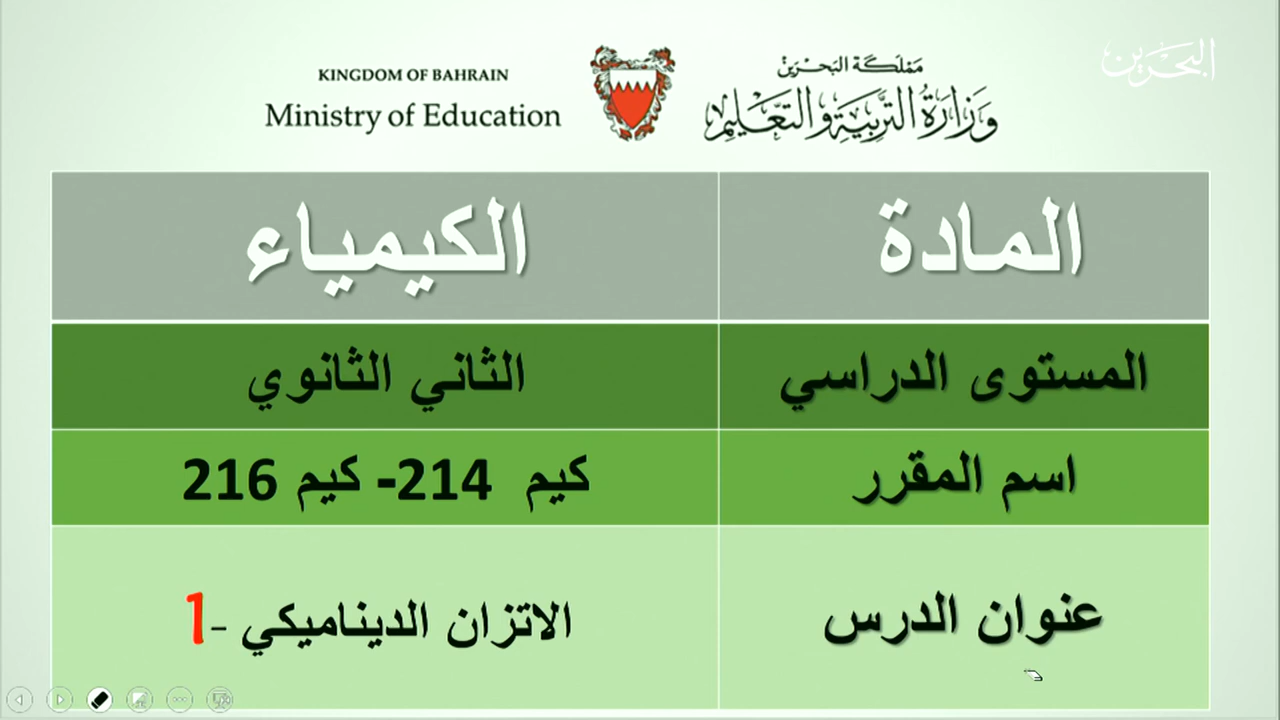 البحرين
مملكة البحرين
وزارة التربية والتعليم
KINGDOM OF BAHRAIN
Ministry of Education
المادة الكيمياء
المستوى الدراسي الثاني الثانوي
اسم المقرر كيم 214- كيم 216
عنوان الدرس الاتزان الديناميكي -1